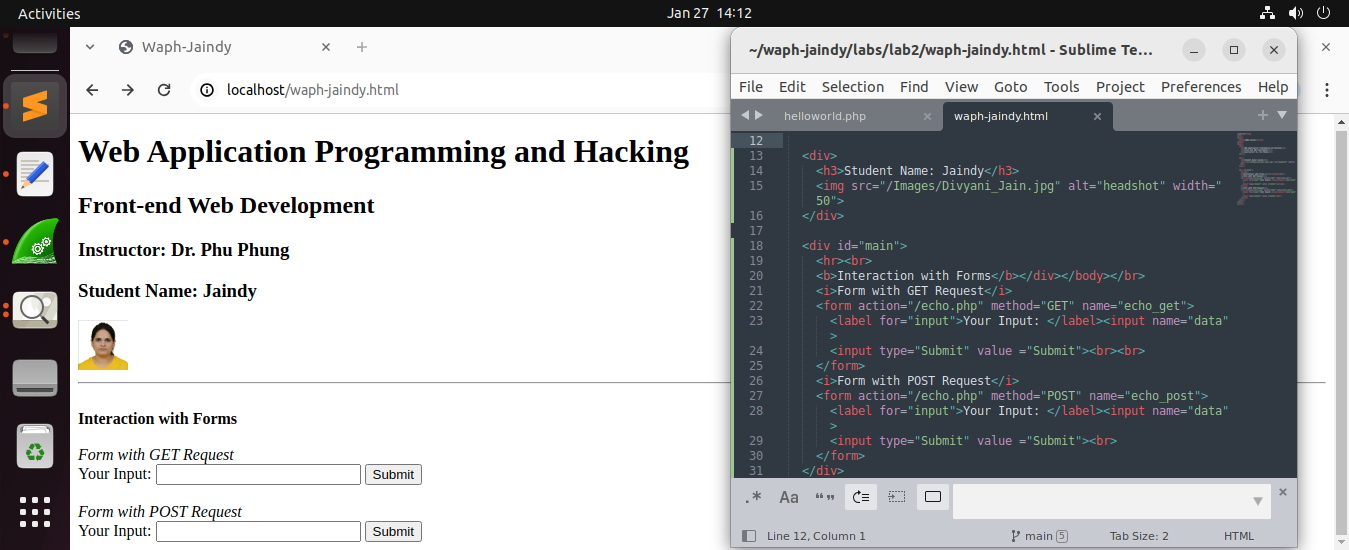 Activities
Jan 27 14:12
Waph-Jaindy
localhost/waph-jaindy.html
Web Application Programming and Hacking
Front-end Web Development
Instructor: Dr. Phu Phung
Student Name: Jaindy
Interaction with Forms
Form with GET Request
Your Input: Submit
Form with POST Request
Your Input: Submit
~/waph-jaindy/labs/lab2/waph-jaindy.html - Sublime Te...
File Edit Selection Find View Goto Tools Project Preferences Help
helloworld.php waph-jaindy.html
12
13 <div>
14 <h3>Student Name: Jaindy</h3>
15 <img src="/Images/Divyani_Jain.jpg" alt="headshot" width="
50">
16 </div>
17
18 <div id="main">
19 <hr><br>
20 <b>Interaction with Forms</b></div></body></br>
21 <i>Form with GET Request</i>
22 <form action="/echo.php" method="GET" name="echo_get">
23 <label for="input">Your Input: </label><input name="data"
>
24 <input type="Submit" value ="Submit"><br><br>
25 </form>
26 <i>Form with POST Request</i>
27 <form action="/echo.php" method="POST" name="echo_post">
28 <label for="input">Your Input: </label><input name="data"
>
29 <input type="Submit" value ="Submit"><br>
30 </form>
31 </div>
.* Aa “”
Line 12, Column 1 main 5 Tab Size: 2 HTML